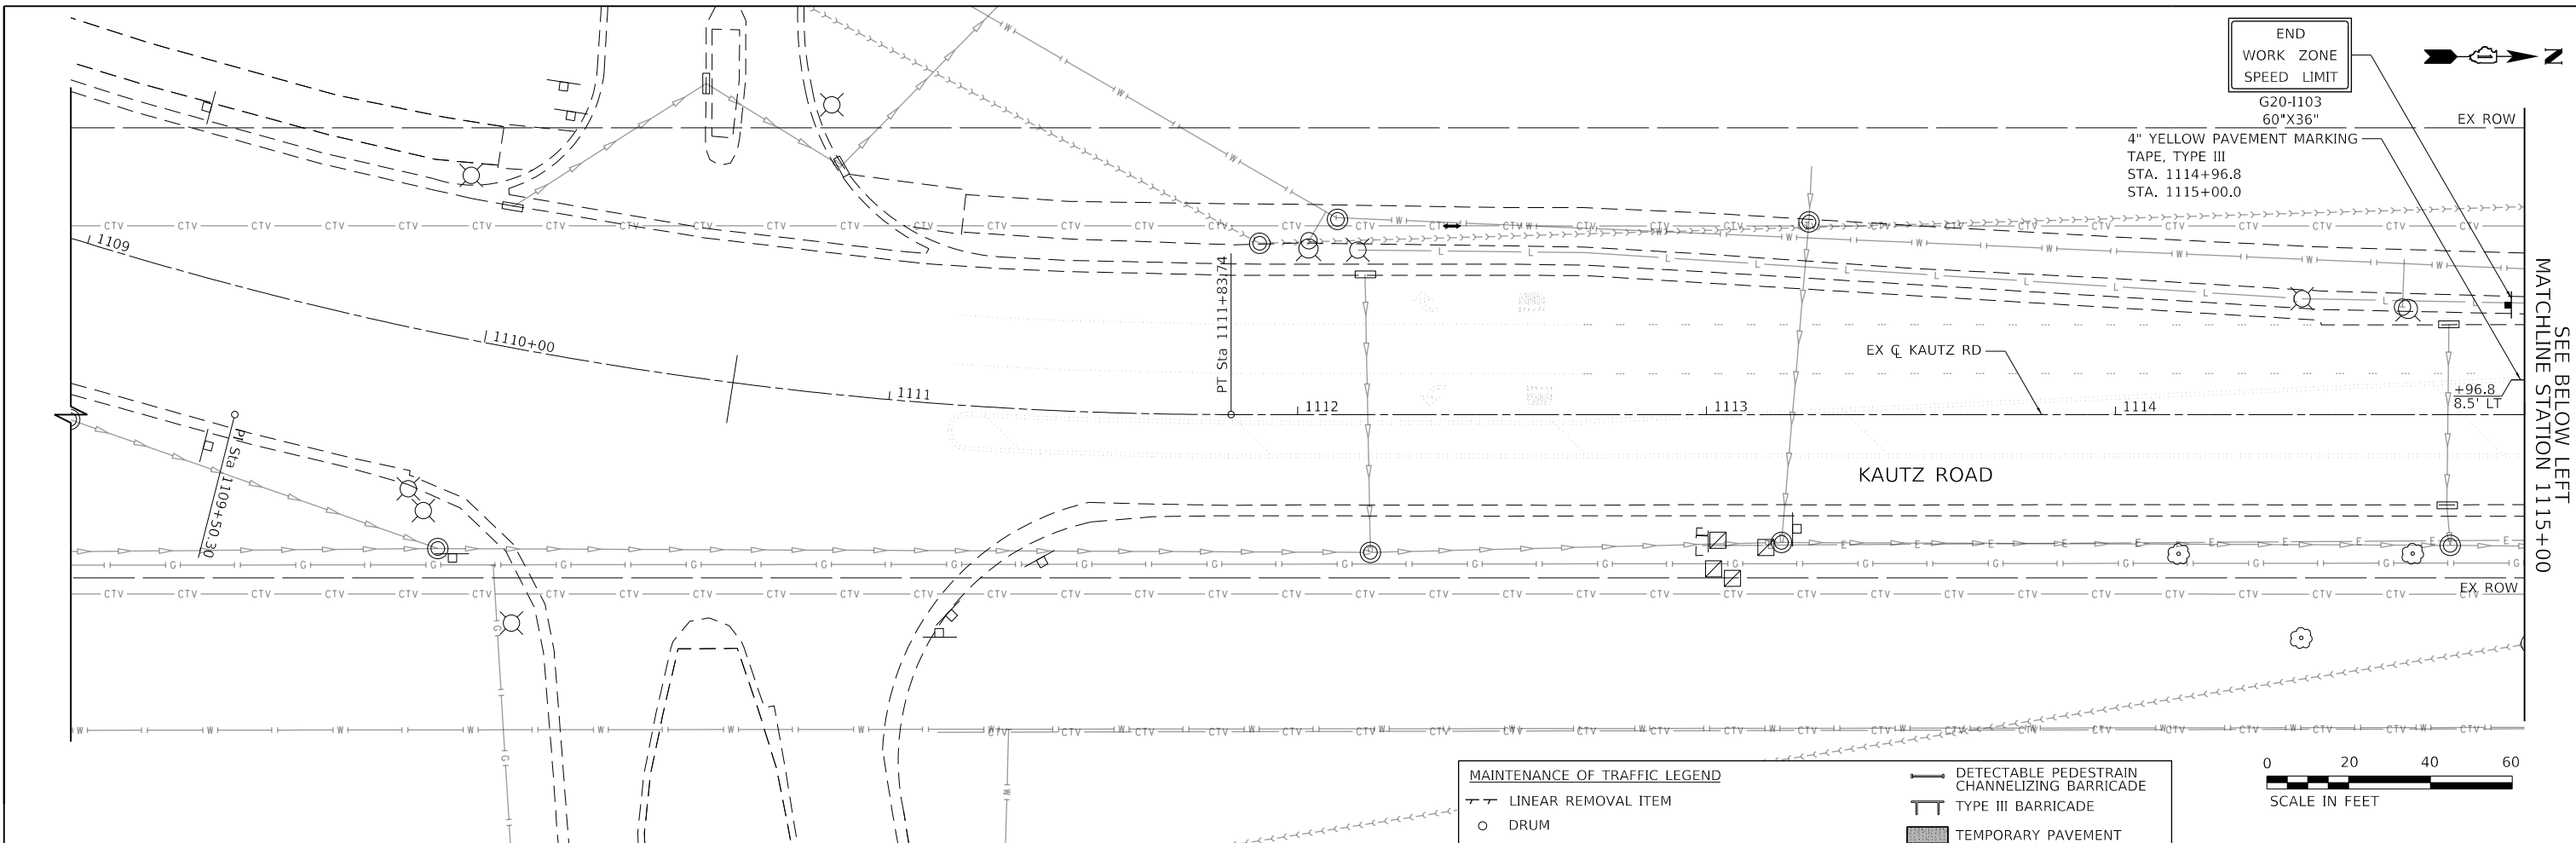 END
WORK ZONE
SPEED LIMIT
G20-I103
60"X36"
N
EX ROW
4" YELLOW PAVEMENT MARKING
TAPE, TYPE III
STA. 1114+96.8
STA. 1115+00.0
1109
1110+00
1111
PT Sta 1111+83.74
1112
1113
1114
EX ℄ KAUTZ RD
+96.8
8.5' LT
SEE BELOW LEFT
MATCHLINE STATION 1115+00
PI Sta 1109+50.30
KAUTZ ROAD
EX ROW
MAINTENANCE OF TRAFFIC LEGEND
LINEAR REMOVAL ITEM
DRUM
DETECTABLE PEDESTRAIN
CHANNELIZING BARRICADE
TYPE III BARRICADE
TEMPORARY PAVEMENT
0 20 40 60
SCALE IN FEET